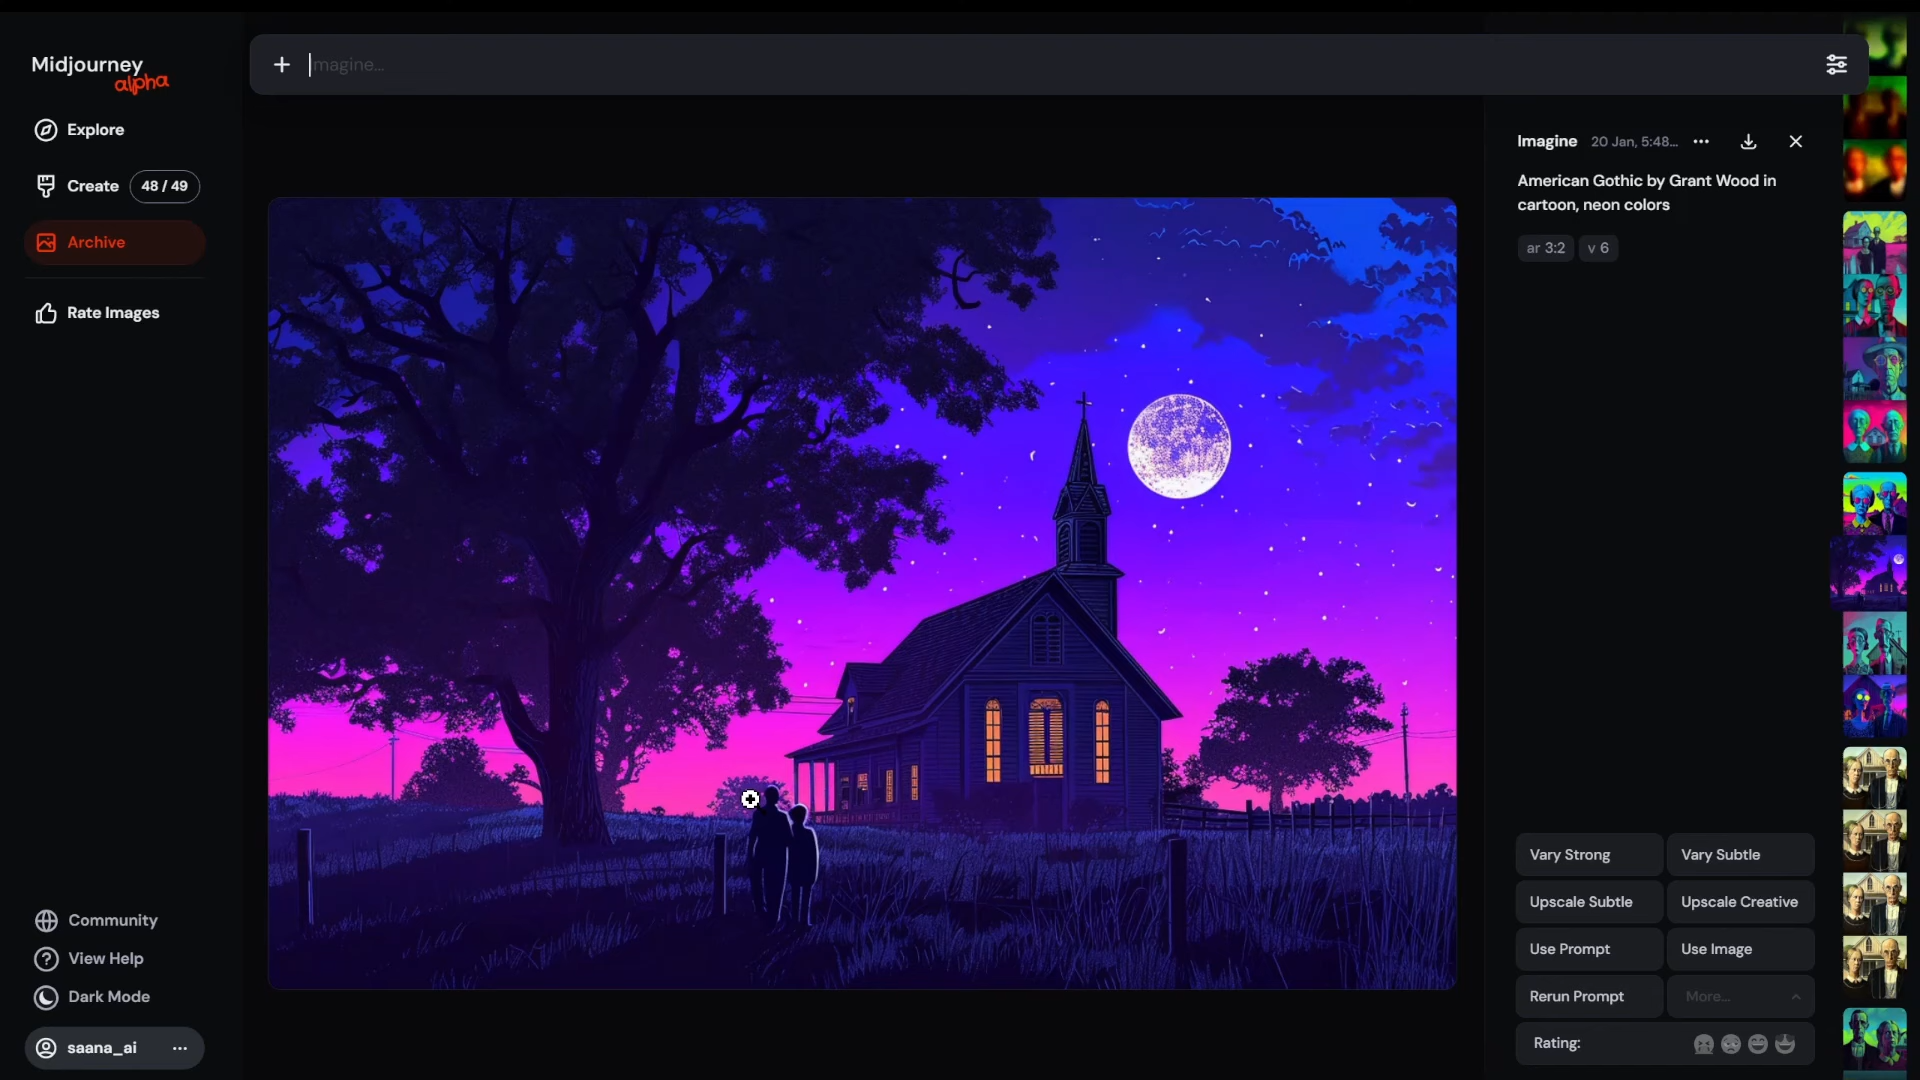 Midjourney
alpha
Explore
Create 48 / 49
Archive
Rate Images
Community
View Help
Dark Mode
saana_ai ...
Imagine...
Imagine 20 Jan, 5:48...
American Gothic by Grant Wood in
cartoon, neon colors
ar 3:2 v 6
Vary Strong Vary Subtle
Upscale Subtle Upscale Creative
Use Prompt Use Image
Rerun Prompt More...
Rating: